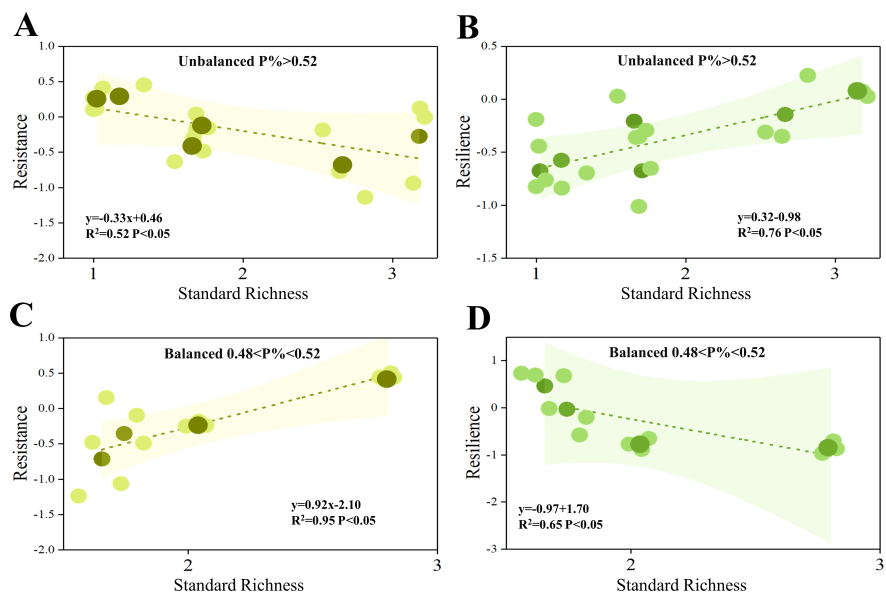 A
Unbalanced P%>0.52
1.0
0.5
0.0
-0.5
-1.0
-1.5
-2.0
Resistance
y=-0.33x+0.46
R²=0.52 P<0.05
1 2 3
Standard Richness
B
Unbalanced P%>0.52
0.5
0.0
-0.5
-1.0
-1.5
Resilience
y=0.32-0.98
R²=0.76 P<0.05
1 2 3
Standard Richness
C
Balanced 0.48<P%<0.52
1.0
0.5
0.0
-0.5
-1.0
-1.5
-2.0
Resistance
y=0.92x-2.10
R²=0.95 P<0.05
2 3
Standard Richness
D
Balanced 0.48<P%<0.52
1
0
-1
-2
-3
Resilience
y=-0.97+1.70
R²=0.65 P<0.05
2 3
Standard Richness